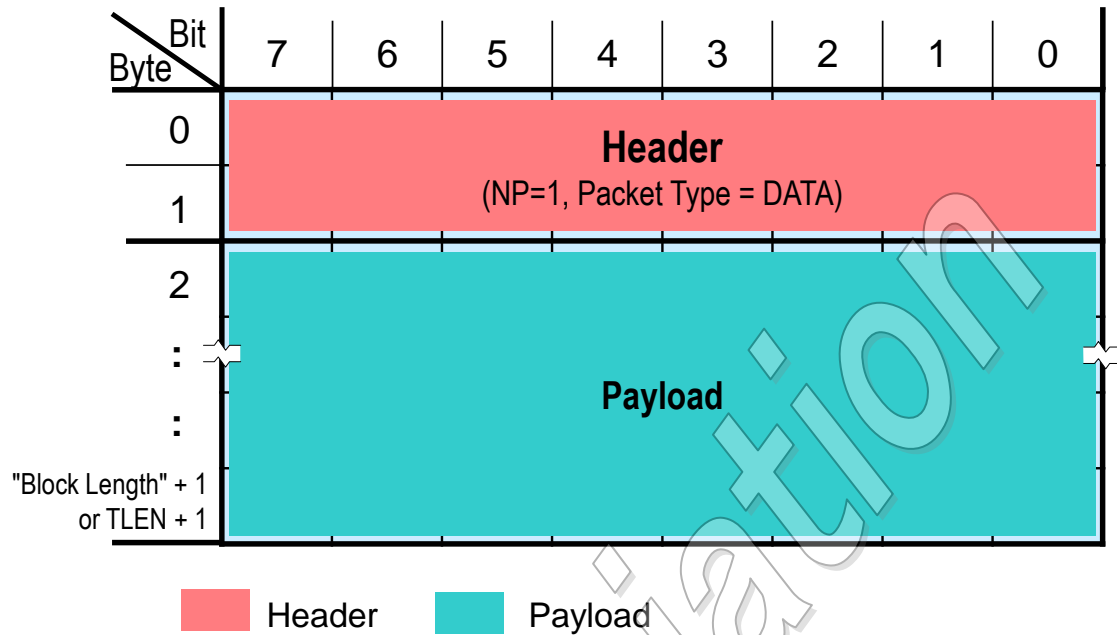 Bit
Byte
7 6 5 4 3 2 1 0
0
Header
(NP=1, Packet Type = DATA)
1
2
:
Payload
:
"Block Length" + 1
or TLEN + 1
Header Payload